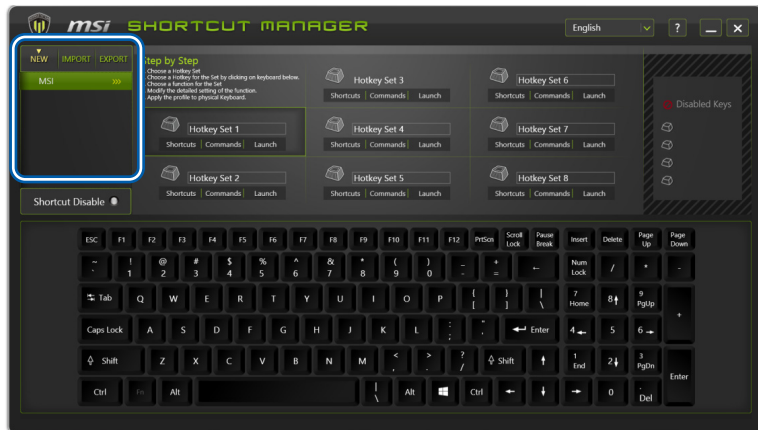 msi SHORTCUT MANAGER
English
?
NEW IMPORT EXPORT
MSI
Step by Step
Choose a Hotkey Set
Choose a Hotkey for the Set by clicking on keyboard below.
Choose a function for the Set
Modify the detailed setting of the function.
Apply the profile to physical Keyboard.
Hotkey Set 3
Shortcuts | Commands | Launch
Hotkey Set 6
Shortcuts | Commands | Launch
Disabled Keys
Hotkey Set 1
Shortcuts | Commands | Launch
Hotkey Set 4
Shortcuts | Commands | Launch
Hotkey Set 7
Shortcuts | Commands | Launch
Hotkey Set 2
Shortcuts | Commands | Launch
Hotkey Set 5
Shortcuts | Commands | Launch
Hotkey Set 8
Shortcuts | Commands | Launch
Shortcut Disable
ESC F1 F2 F3 F4 F5 F6 F7 F8 F9 F10 F11 F12 PrtScn Scroll Lock Pause Break Insert Delete Page Up Page Down
~ ` ! 1 @ 2 # 3 $ 4 % 5 ^ 6 & 7 * 8 ( 9 ) 0 _ - + = ← Num Lock / * -
Tab Q W E R T Y U I O P { [ } ] | \ 7 Home 8 9 PgUp +
Caps Lock A S D F G H J K L : ; " ' Enter 4 5 6
Shift Z X C V B N M < , > . ? / Shift 1 End 2 3 PgDn Enter
Ctrl Fn Alt | \ Alt Ctrl 0 . Del